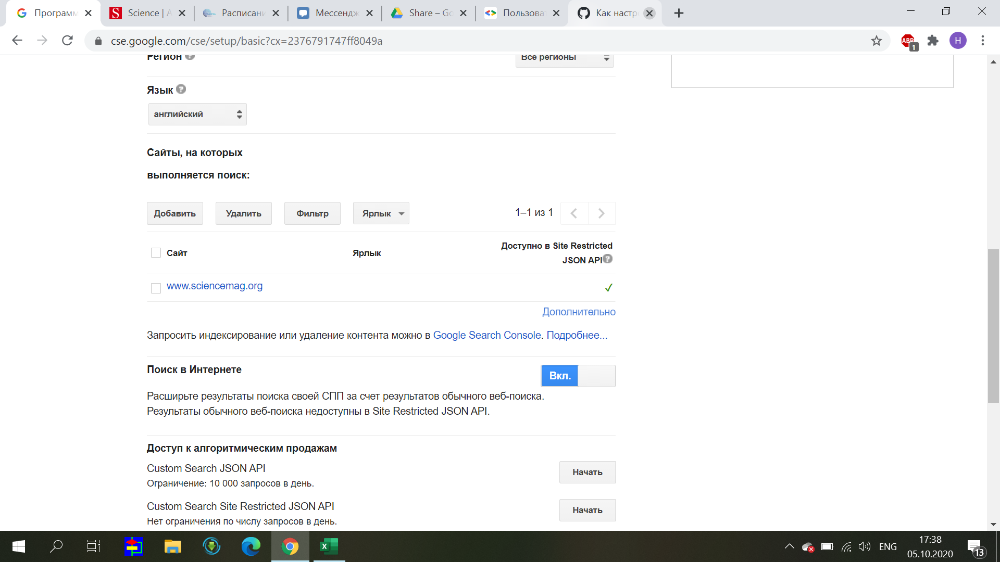 Программ
Science | A
Расписани
Мессендж
Share – Go
Пользоват
Как настр
cse.google.com/cse/setup/basic?cx=2376791747ff8049a
ABP
1
H
Регион
Все регионы
Язык
английский
Сайты, на которых
выполняется поиск:
Добавить
Удалить
Фильтр
Ярлык
1–1 из 1
Сайт
Ярлык
Доступно в Site Restricted
JSON API
www.sciencemag.org
Дополнительно
Запросить индексирование или удаление контента можно в Google Search Console. Подробнее...
Поиск в Интернете
Вкл.
Расширьте результаты поиска своей СПП за счет результатов обычного веб-поиска.
Результаты обычного веб-поиска недоступны в Site Restricted JSON API.
Доступ к алгоритмическим продажам
Custom Search JSON API
Начать
Ограничение: 10 000 запросов в день.
Custom Search Site Restricted JSON API
Начать
Нет ограничения по числу запросов в день.
ENG
17:38
05.10.2020
13